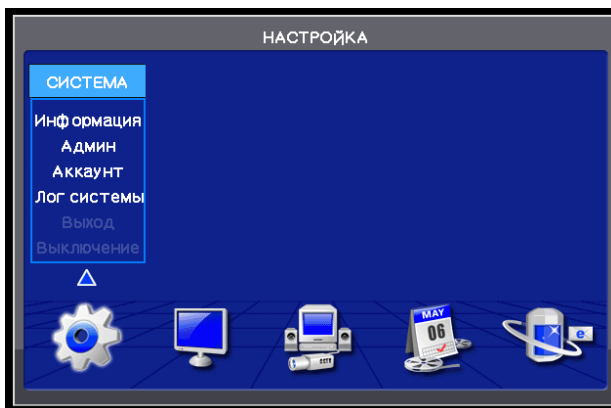 НАСТРОЙКА
СИСТЕМА
Информация
Админ
Аккаунт
Лог системы
Выход
Выключение
MAY
06
e